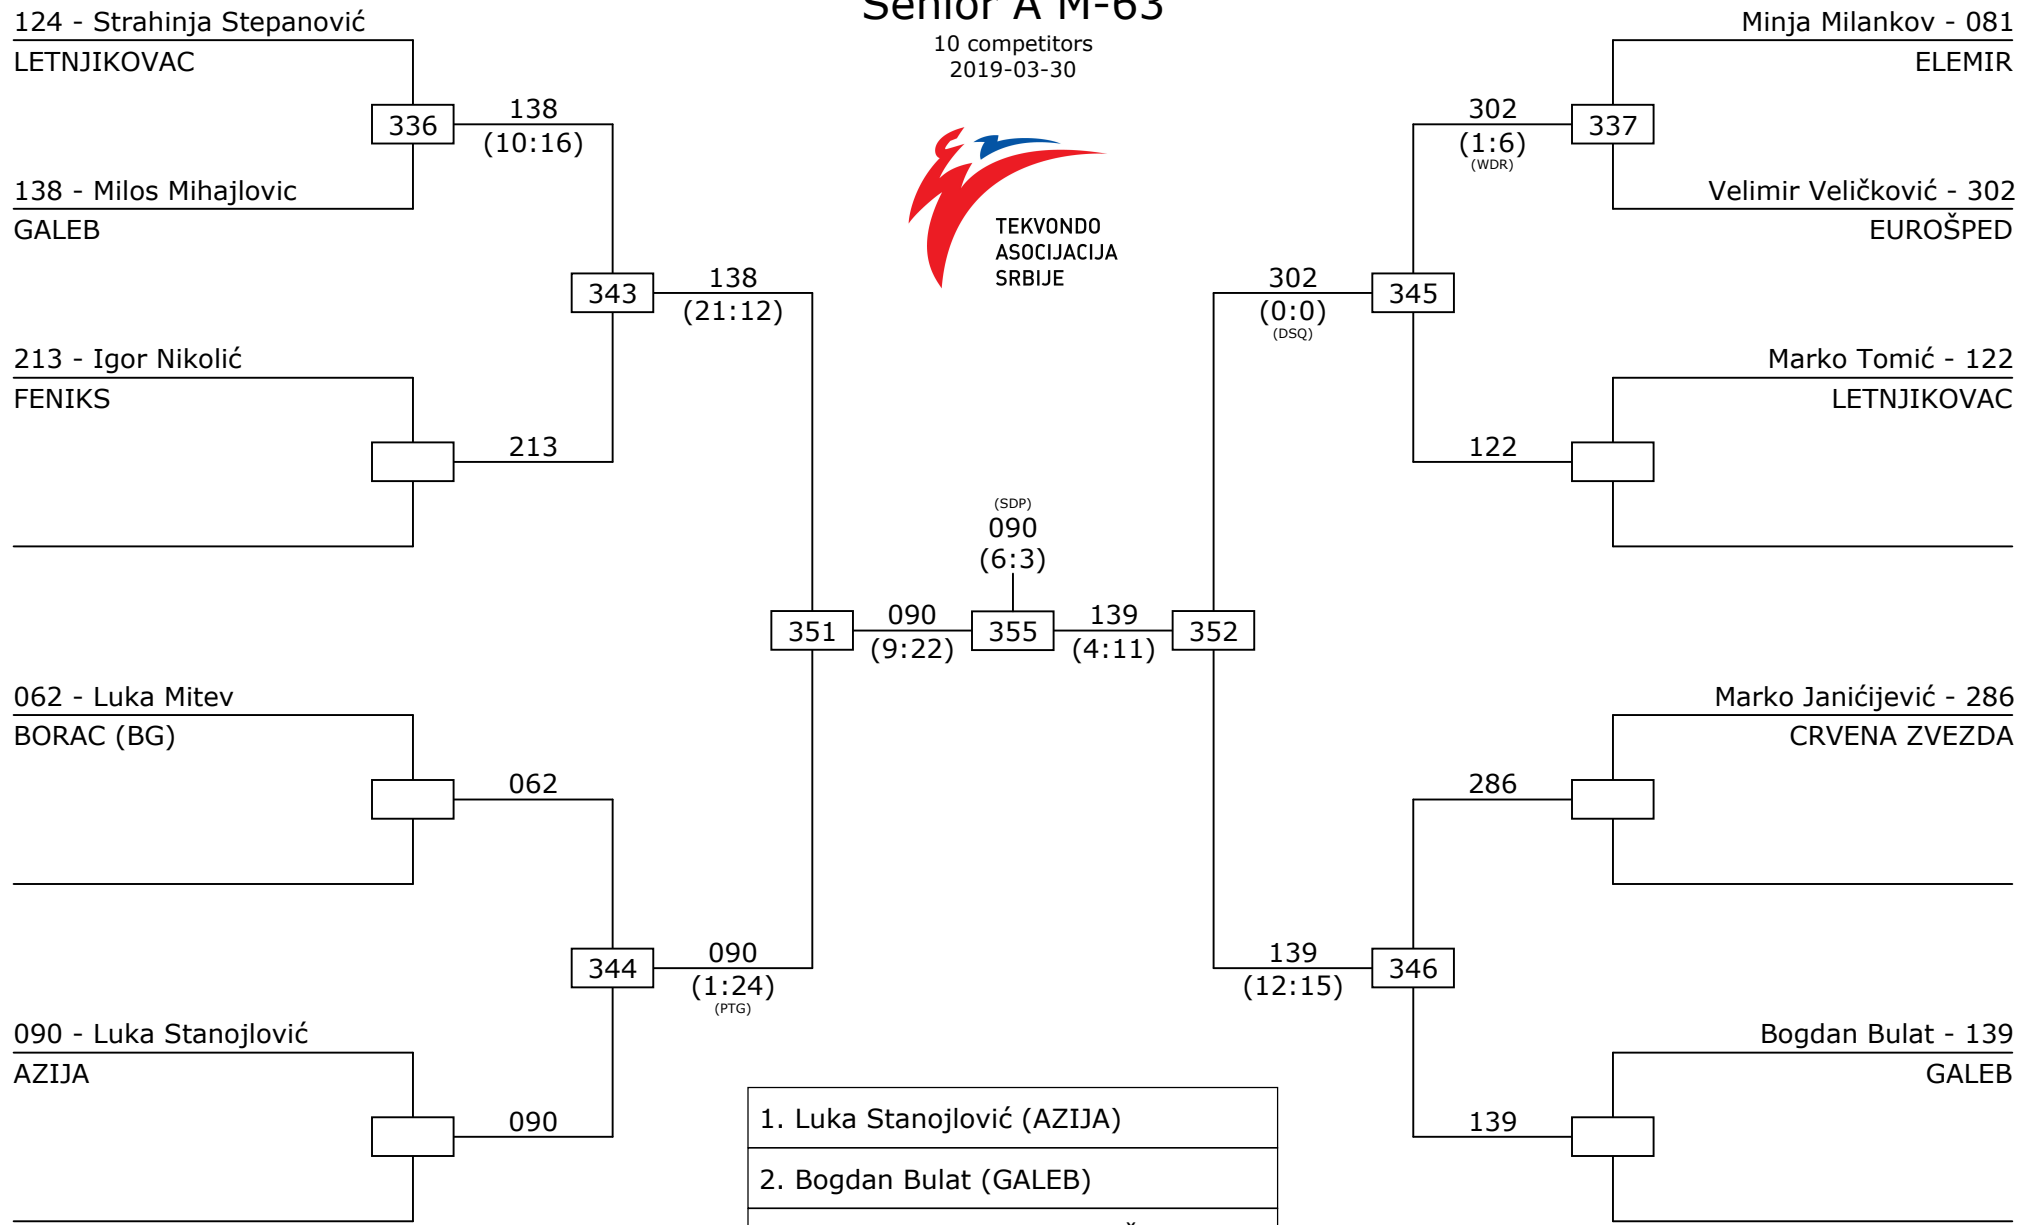 Senior A M-63
10 competitors
2019-03-30
TEKVONDO
ASOCIJACIJA
SRBIJE
124 - Strahinja Stepanović
LETNJIKOVAC
336
138
(10:16)
138 - Milos Mihajlovic
GALEB
343
138
(21:12)
213 - Igor Nikolić
FENIKS
213
062 - Luka Mitev
BORAC (BG)
062
344
090
(1:24)
(PTG)
090 - Luka Stanojlović
AZIJA
090
351
090
(9:22)
(SDP)
090
(6:3)
355
139
(4:11)
352
Minja Milankov - 081
ELEMIR
302
(1:6)
(WDR)
337
Velimir Veličković - 302
EUROŠPED
302
(0:0)
(DSQ)
345
Marko Tomić - 122
LETNJIKOVAC
122
Marko Janićijević - 286
CRVENA ZVEZDA
286
139
(12:15)
346
Bogdan Bulat - 139
GALEB
139
1. Luka Stanojlović (AZIJA)
2. Bogdan Bulat (GALEB)